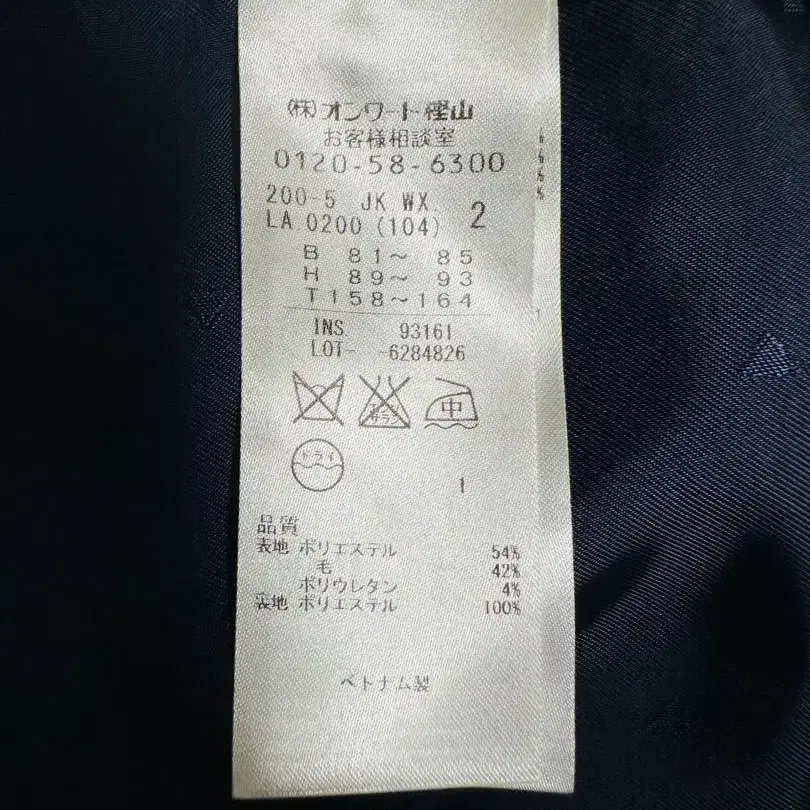 (株)オンワード樫山
お客様相談室
0120-58-6300
200-5 JK WX. 2
LA 0200 (104)
B 81～ 85
H 89～ 93
T158～164
INS 93161
LOT- -6284826
中
ドライ
1
品質
表地 ポリエステル 54%
毛 42%
ポリウレタン 4%
裏地 ポリエステル 100%
ベトナム製